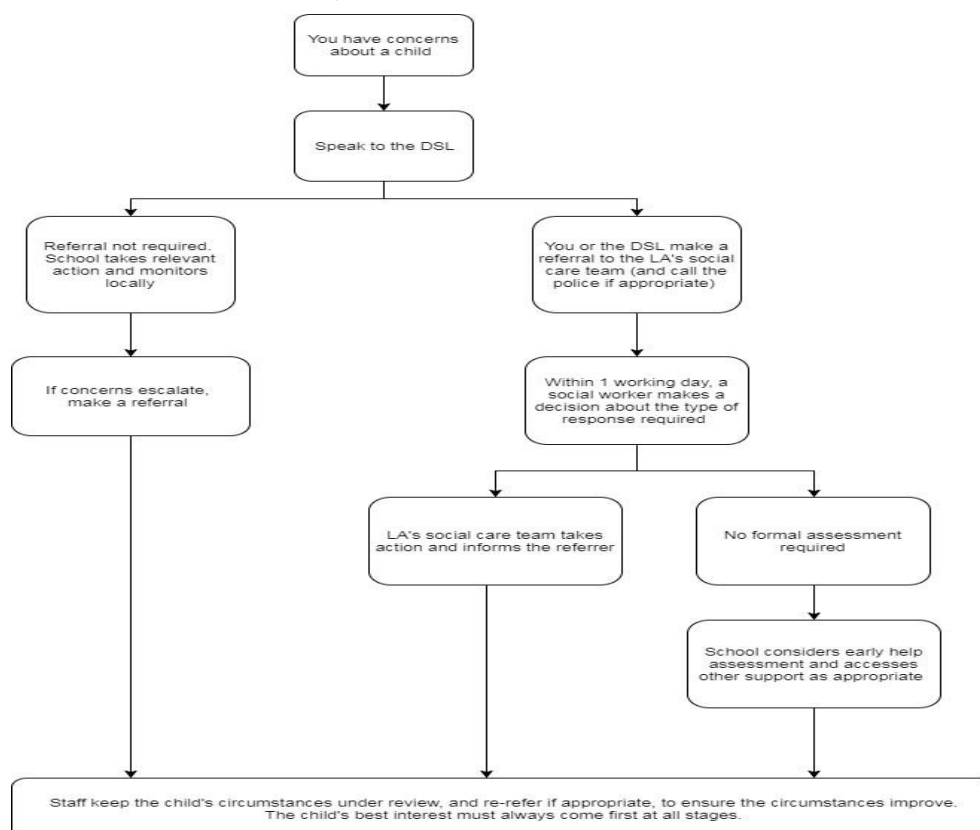 You have concerns
about a child
Speak to the DSL
Referral not required.
School takes relevant
action and monitors
locally
You or the DSL make a
referral to the LA's social
care team (and call the
police if appropriate)
If concerns escalate,
make a referral
Within 1 working day, a
social worker makes a
decision about the type of
response required
LA's social care team takes
action and informs the referrer
No formal assessment
required
School considers early help
assessment and accesses
other support as appropriate
Staff keep the child's circumstances under review, and re-refer if appropriate, to ensure the circumstances improve.
The child's best interest must always come first at all stages.